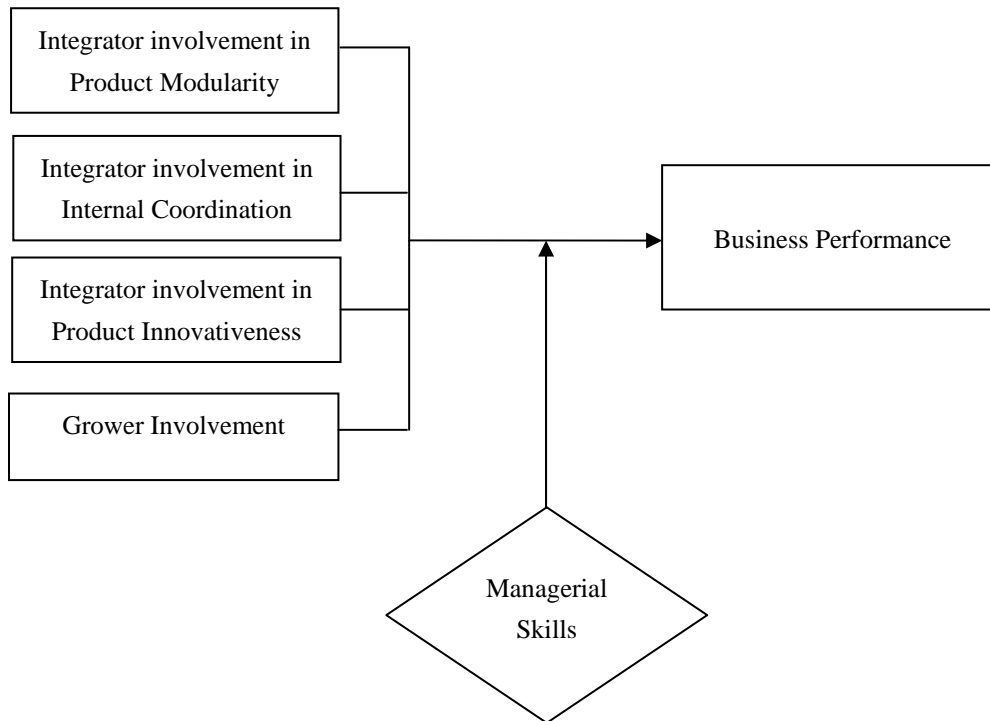 Integrator involvement in
Product Modularity
Integrator involvement in
Internal Coordination
Integrator involvement in
Product Innovativeness
Grower Involvement
Business Performance
Managerial
Skills